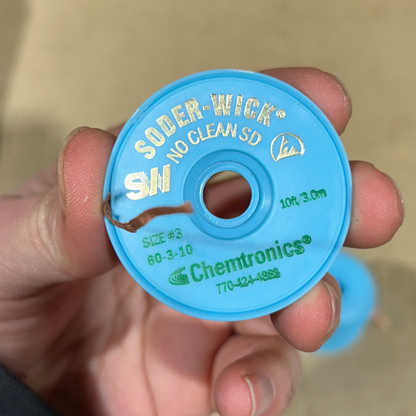 SODER-WICK®
NO CLEAN SD
SW
10ft/3.0m
SIZE #3
60-3-10
Chemtronics®
770-424-4888